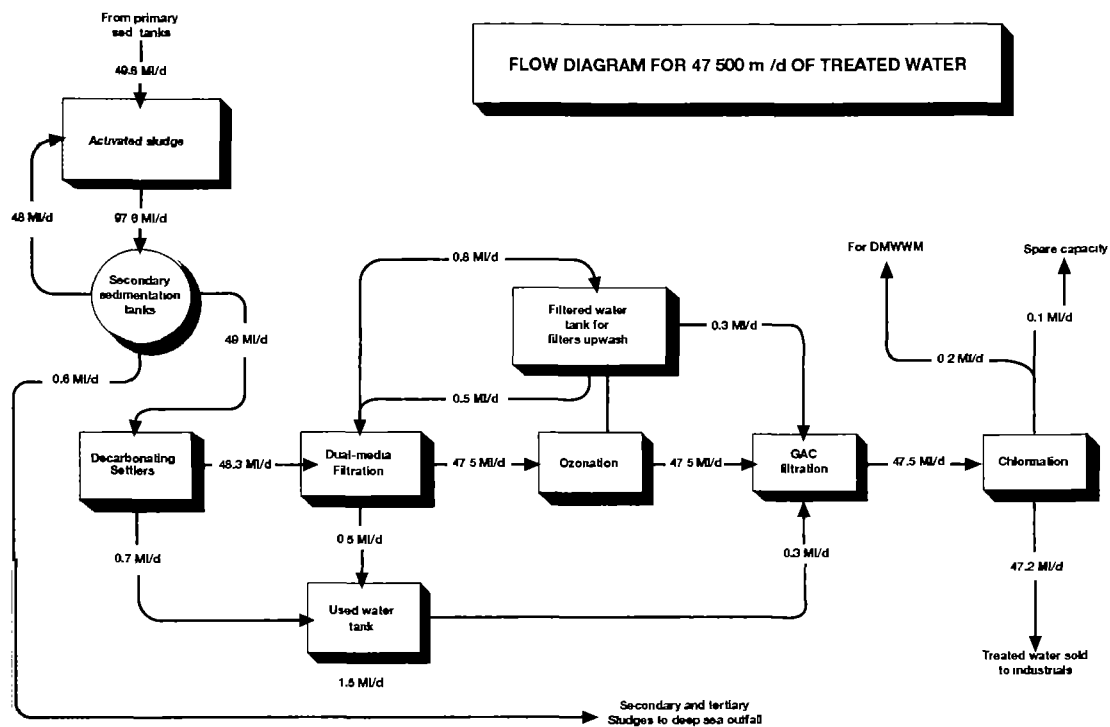 From primary
sed tanks
FLOW DIAGRAM FOR 47 500 m /d OF TREATED WATER
49.6 Ml/d
Activated sludge
48 Ml/d
97.6 Ml/d
For DMWWM
Spare capacity
0.8 Ml/d
Secondary
sedimentation
tanks
Filtered water
tank for
filters upwash
0.3 Ml/d
0.1 Ml/d
49 Ml/d
0.2 Ml/d
0.6 Ml/d
0.5 Ml/d
Decarbonating
Settlers
48.3 Ml/d
Dual-media
Filtration
47 5 Ml/d
Ozonation
47 5 Ml/d
GAC
filtration
47.5 Ml/d
Chlormation
0.7 Ml/d
0.5 Ml/d
0.3 Ml/d
47.2 Ml/d
Used water
tank
Treated water sold
to industrials
1.5 Ml/d
Secondary and tertiary
Sludges to deep sea outfall